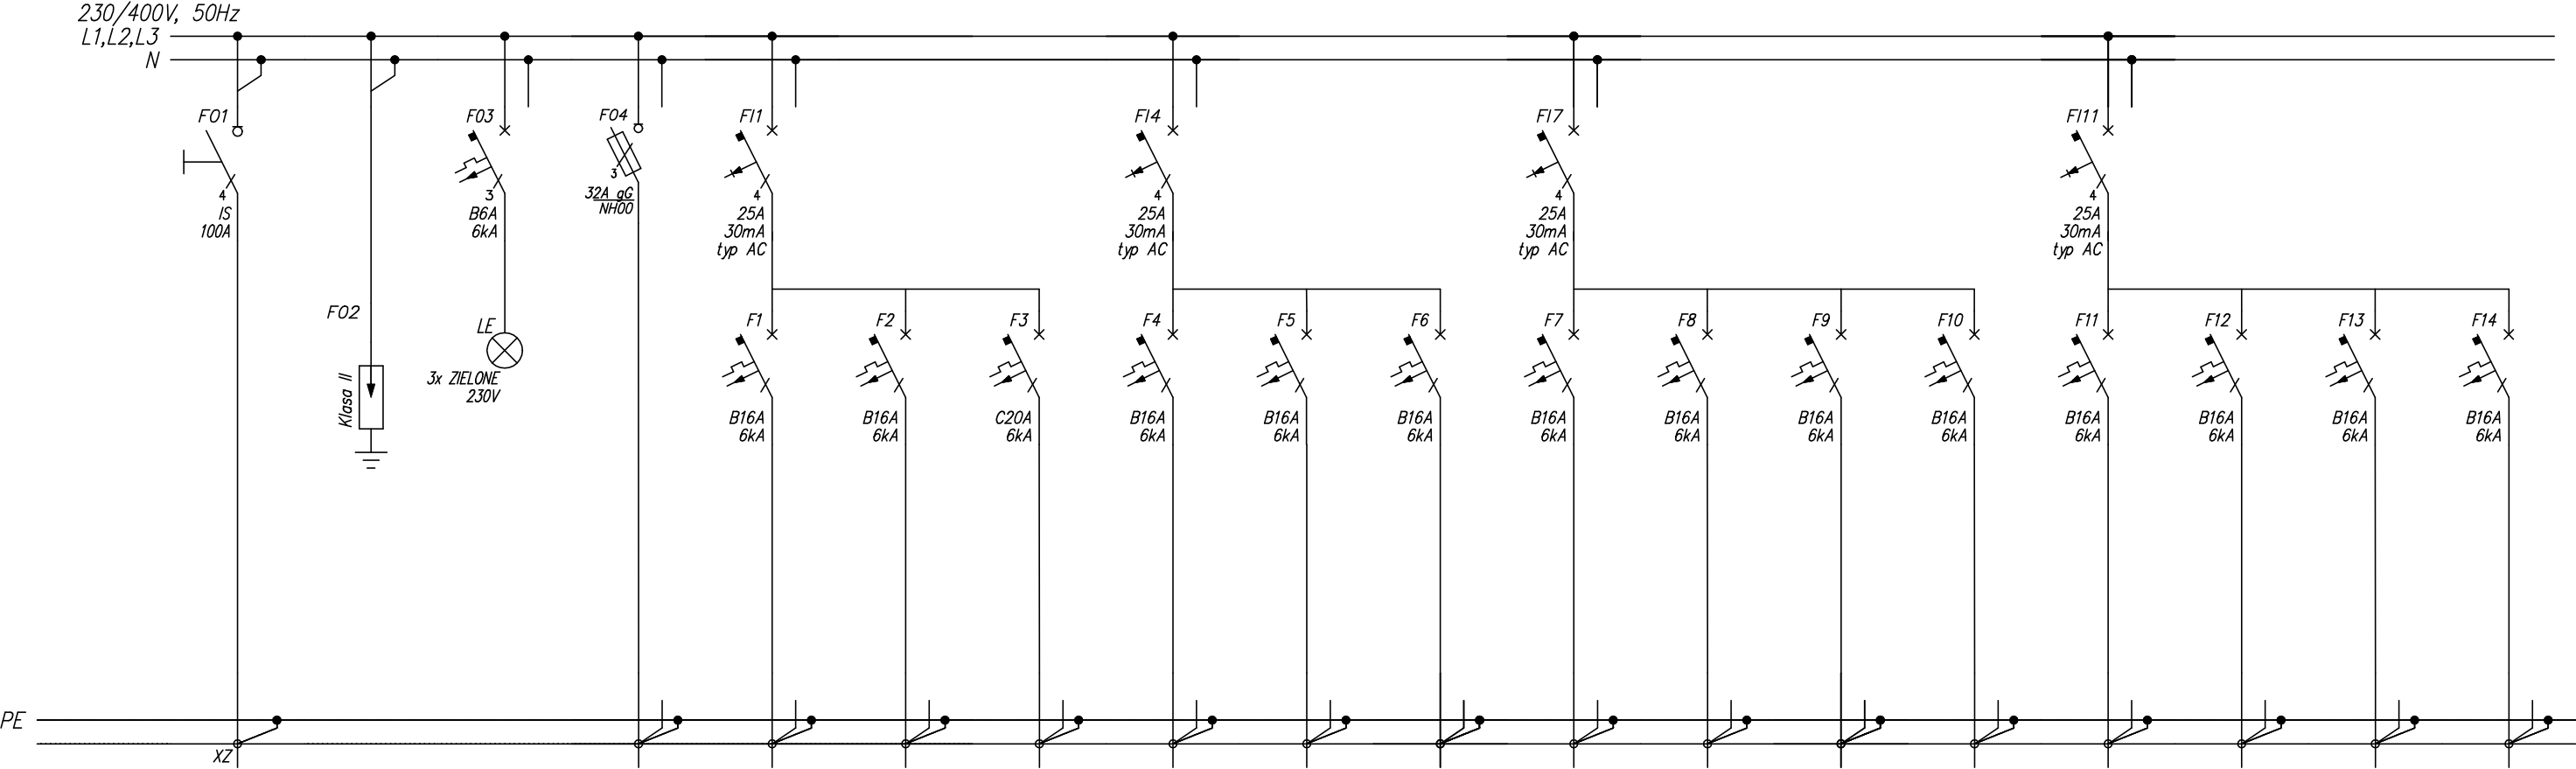 230/400V, 50Hz
L1,L2,L3
N
F01
4
IS
100A
F02
Klasa II
F03
3
B6A
6kA
LE
3x ZIELONE
230V
F04
3
32A gG
NH00
FI1
4
25A
30mA
typ AC
FI4
4
25A
30mA
typ AC
FI7
4
25A
30mA
typ AC
FI11
4
25A
30mA
typ AC
F1
B16A
6kA
F2
B16A
6kA
F3
C20A
6kA
F4
B16A
6kA
F5
B16A
6kA
F6
B16A
6kA
F7
B16A
6kA
F8
B16A
6kA
F9
B16A
6kA
F10
B16A
6kA
F11
B16A
6kA
F12
B16A
6kA
F13
B16A
6kA
F14
B16A
6kA
PE
XZ